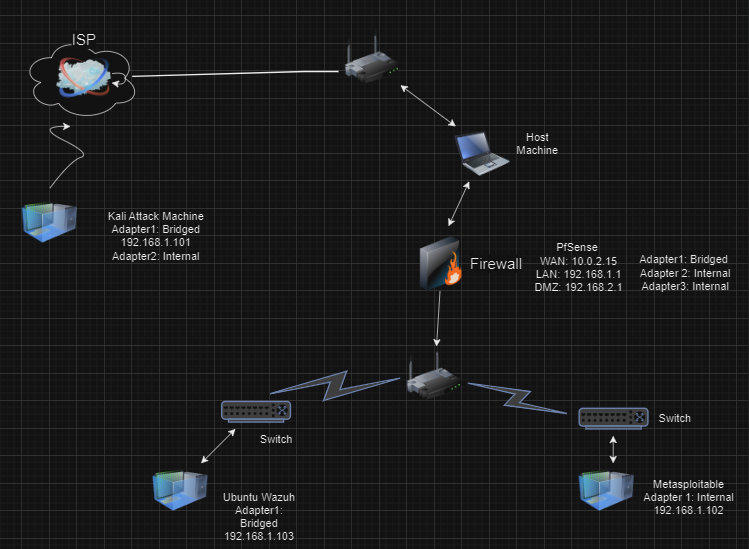 ISP
Host
Machine
Kali Attack Machine
Adapter1: Bridged
192.168.1.101
Adapter2: Internal
Firewall
PfSense
WAN: 10.0.2.15
LAN: 192.168.1.1
DMZ: 192.168.2.1
Adapter1: Bridged
Adapter 2: Internal
Adapter3: Internal
Switch
Switch
Ubuntu Wazuh
Adapter1:
Bridged
192.168.1.103
Metasploitable
Adapter 1: Internal
192.168.1.102